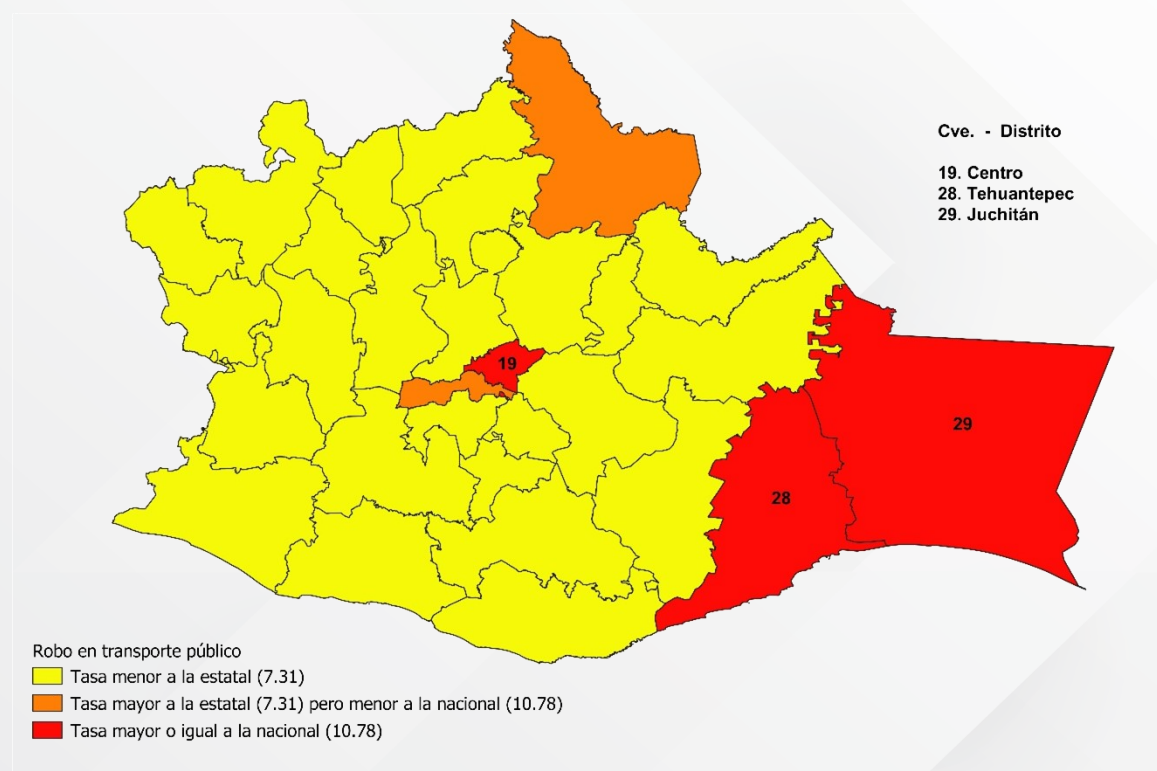 Cve. - Distrito
19. Centro
28. Tehuantepec
29. Juchitán
19
29
28
Robo en transporte público
Tasa menor a la estatal (7.31)
Tasa mayor a la estatal (7.31) pero menor a la nacional (10.78)
Tasa mayor o igual a la nacional (10.78)